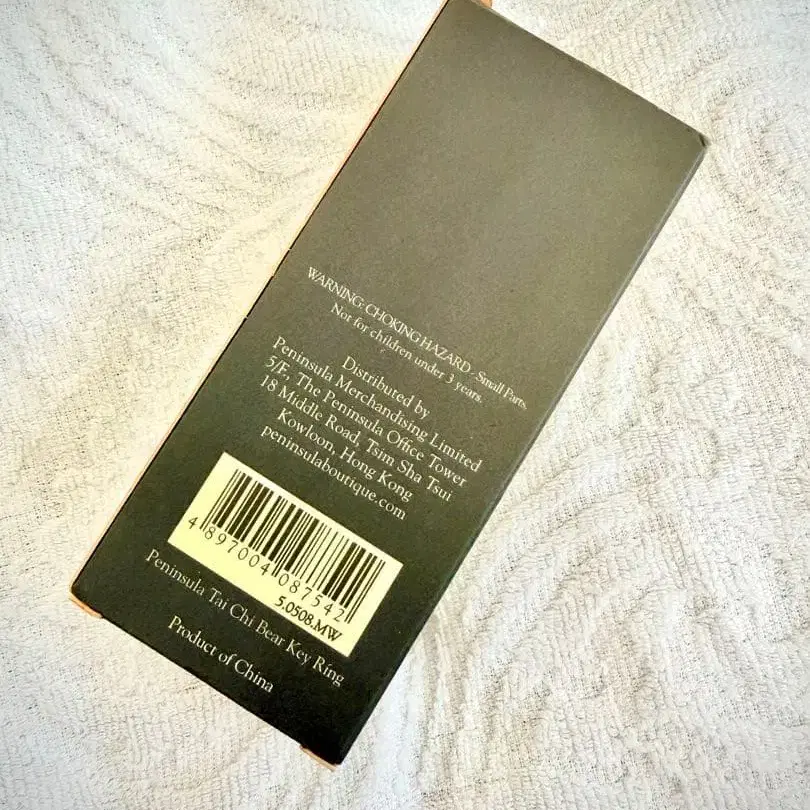 WARNING: CHOKING HAZARD - Small Parts.
Not for children under 3 years.
Distributed by
Peninsula Merchandising Limited
5/F., The Peninsula Office Tower
18 Middle Road, Tsim Sha Tsui
Kowloon, Hong Kong
peninsulaboutique.com
4 897004 087542
5.0508.MW
Peninsula Tai Chi Bear Key Ring
Product of China